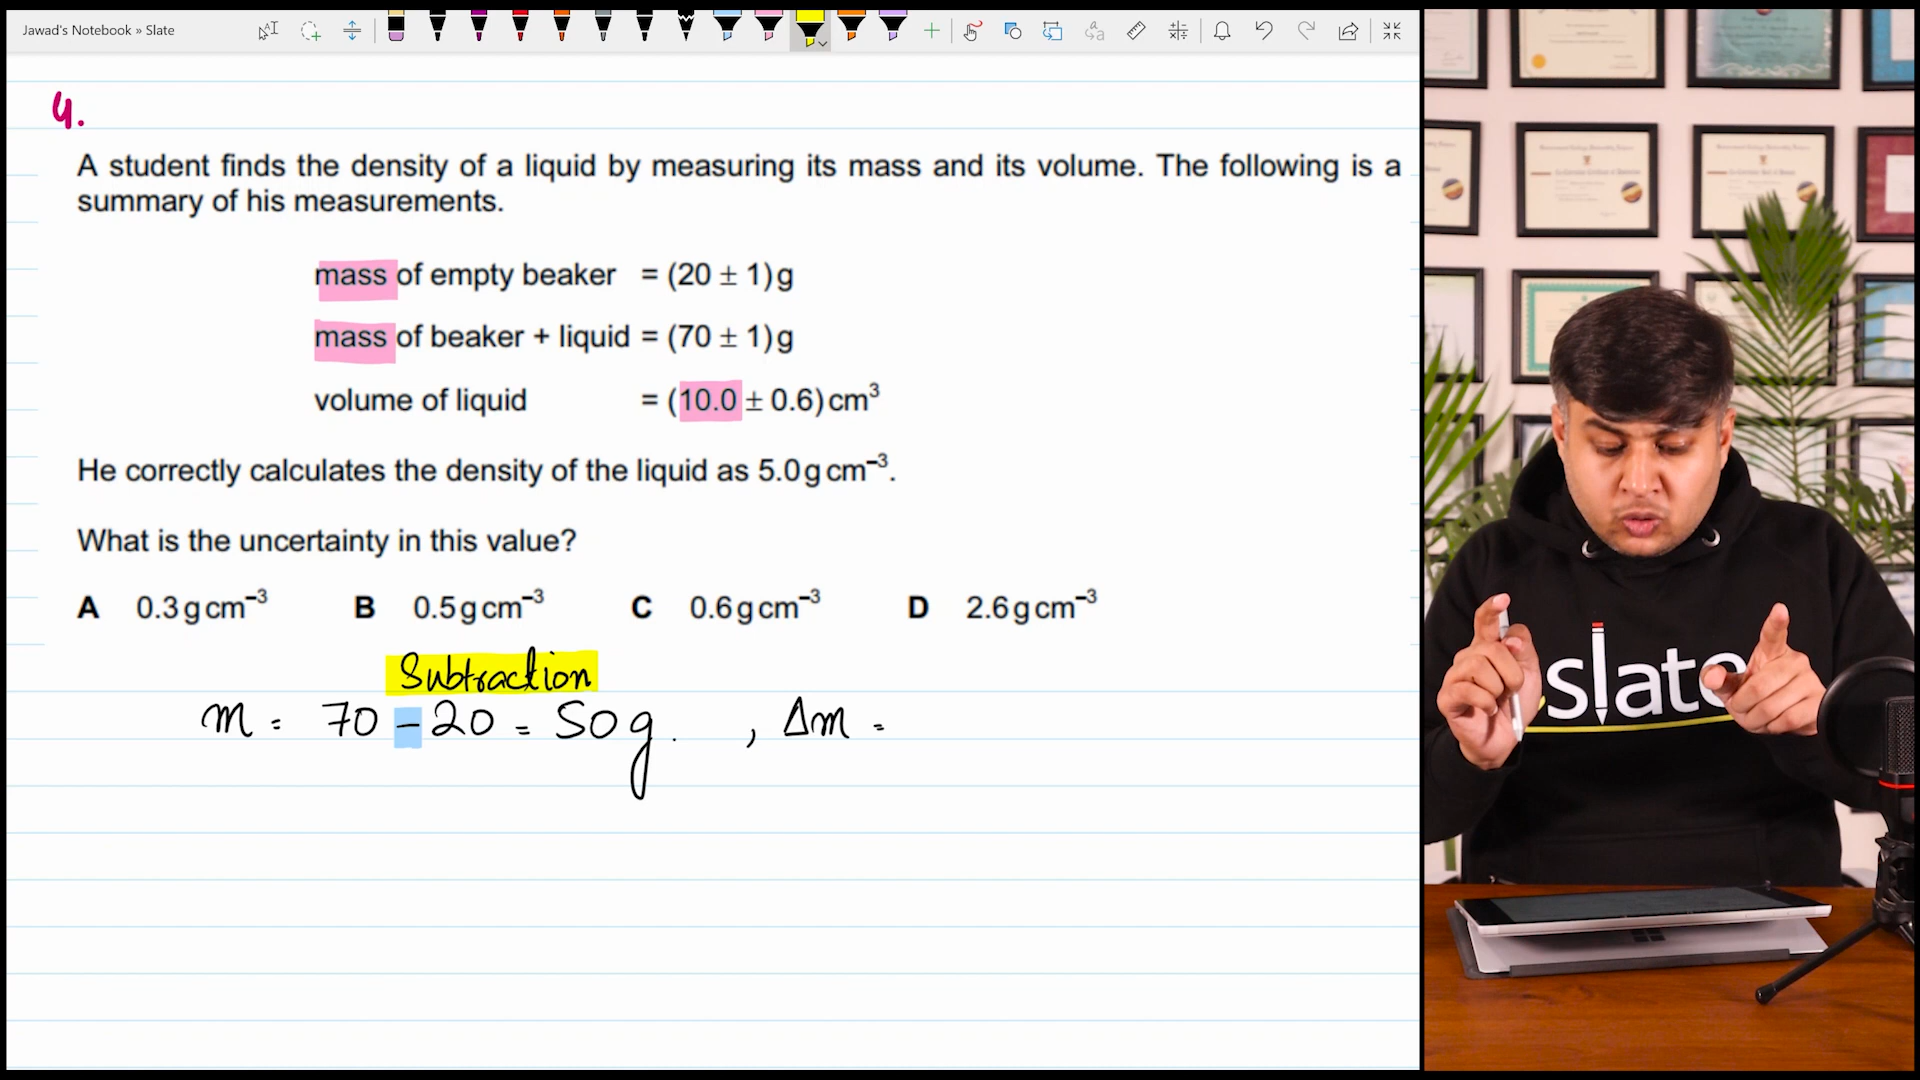 Jawad's Notebook » Slate
4.
A student finds the density of a liquid by measuring its mass and its volume. The following is a
summary of his measurements.
mass of empty beaker = (20 ± 1) g
mass of beaker + liquid = (70 ± 1) g
volume of liquid = (10.0 ± 0.6) cm³
He correctly calculates the density of the liquid as 5.0 g cm⁻³.
What is the uncertainty in this value?
A 0.3 g cm⁻³ B 0.5 g cm⁻³ C 0.6 g cm⁻³ D 2.6 g cm⁻³
Subtraction
m = 70 - 20 = 50 g. , Δm =
slate